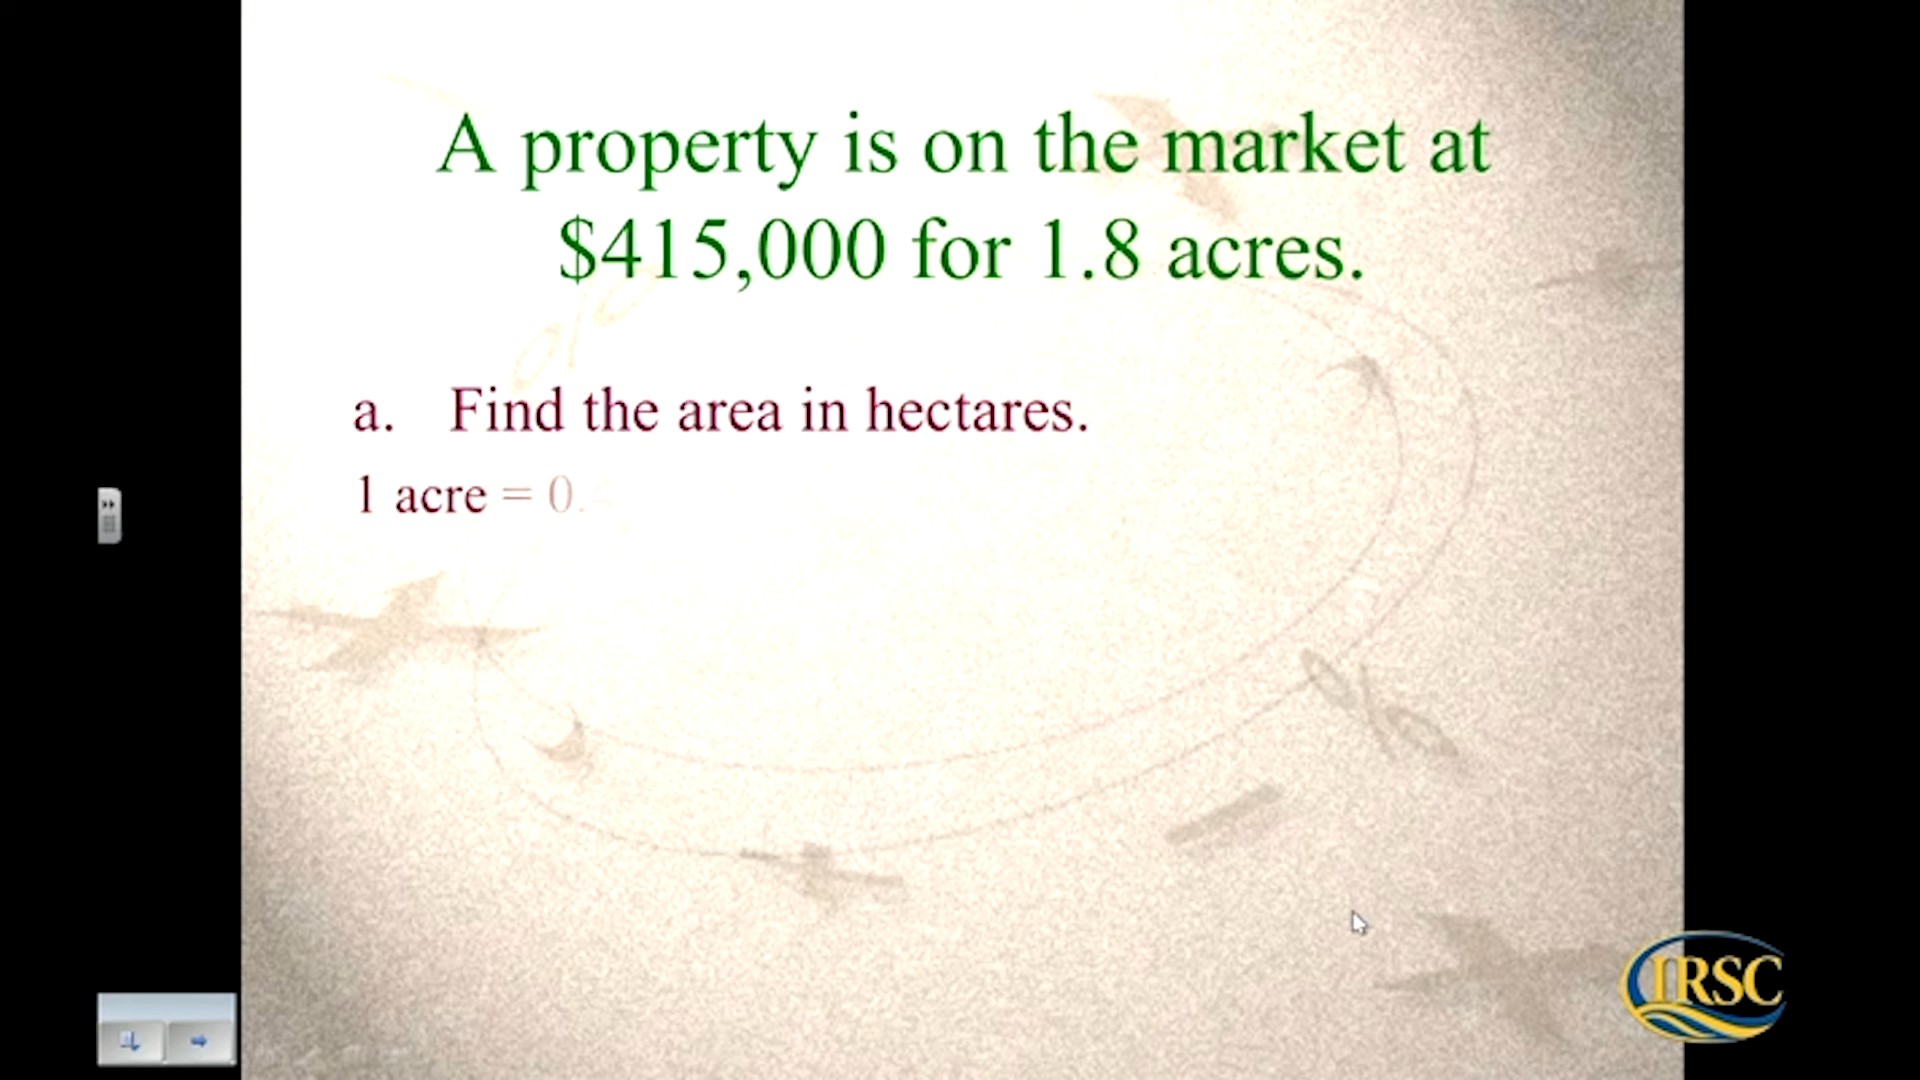 A property is on the market at
$415,000 for 1.8 acres.
a. Find the area in hectares.
1 acre = 0.
IRSC